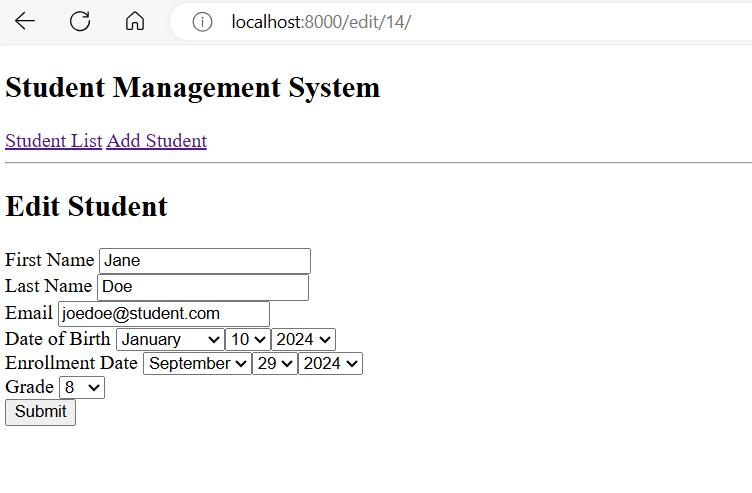 localhost:8000/edit/14/
Student Management System
Student List Add Student
Edit Student
First Name Jane
Last Name Doe
Email joedoe@student.com
Date of Birth January 10 2024
Enrollment Date September 29 2024
Grade 8
Submit